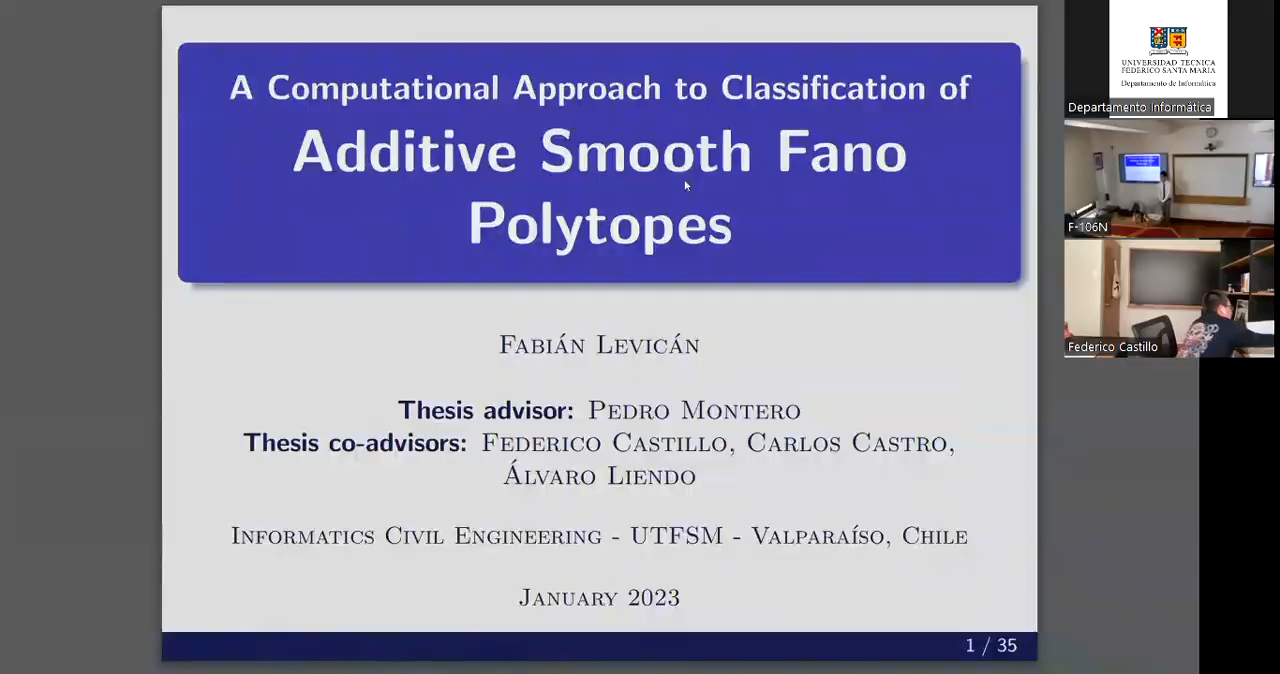 A Computational Approach to Classification of
Additive Smooth Fano
Polytopes
Fabián Levicán
Thesis advisor: Pedro Montero
Thesis co-advisors: Federico Castillo, Carlos Castro,
Álvaro Liendo
Informatics Civil Engineering - UTFSM - Valparaíso, Chile
January 2023
1 / 35
UNIVERSIDAD TECNICA
FEDERICO SANTA MARIA
Departamento de Informática
Departamento Informática
F-106N
Federico Castillo